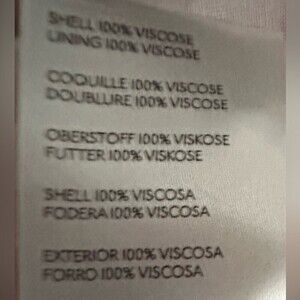 SHELL 100% VISCOSE
LINING 100% VISCOSE
COQUILLE 100% VISCOSE
DOUBLURE 100% VISCOSE
OBERSTOFF 100% VISKOSE
FUTTER 100% VISKOSE
SHELL 100% VISCOSA
FODERA 100% VISCOSA
EXTERIOR 100% VISCOSA
FORRO 100% VISCOSA